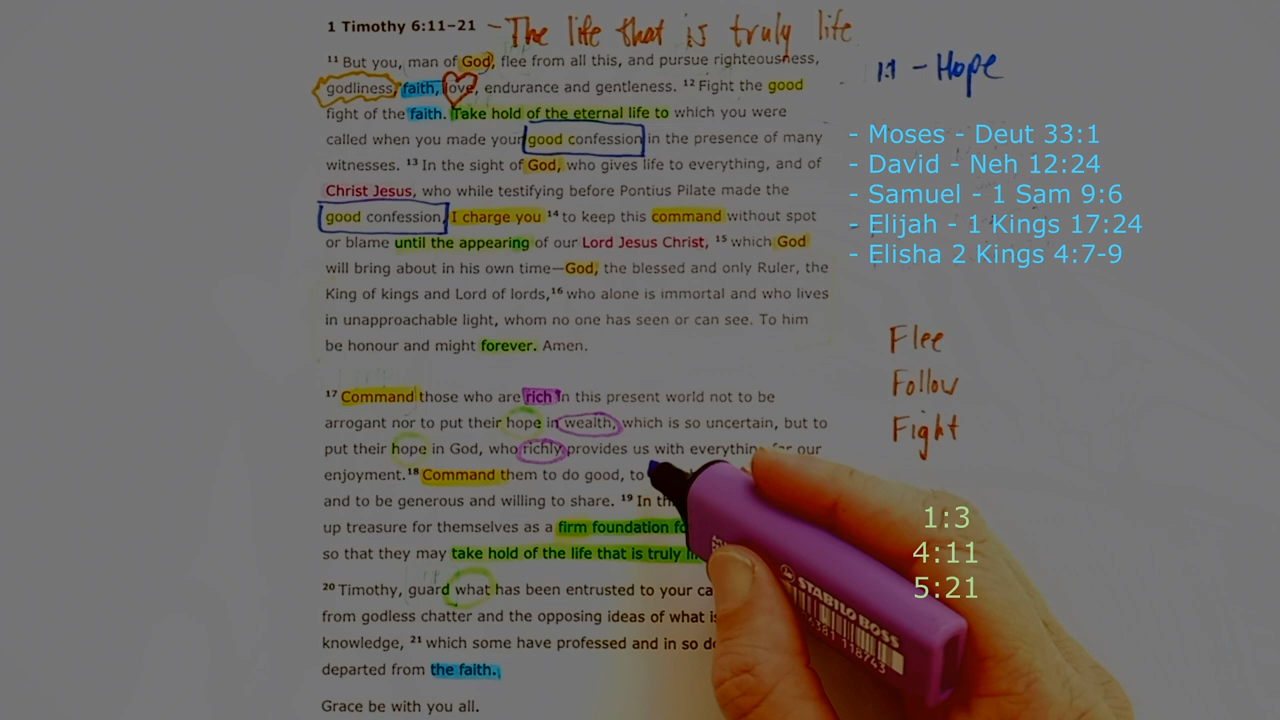 1 Timothy 6:11–21 – The life that is truly life
11 But you, man of God, flee from all this, and pursue righteousness,
godliness, faith, love, endurance and gentleness. 12 Fight the good
fight of the faith. Take hold of the eternal life to which you were
called when you made your good confession in the presence of many
witnesses. 13 In the sight of God, who gives life to everything, and of
Christ Jesus, who while testifying before Pontius Pilate made the
good confession, I charge you 14 to keep this command without spot
or blame until the appearing of our Lord Jesus Christ, 15 which God
will bring about in his own time—God, the blessed and only Ruler, the
King of kings and Lord of lords, 16 who alone is immortal and who lives
in unapproachable light, whom no one has seen or can see. To him
be honour and might forever. Amen.
17 Command those who are rich in this present world not to be
arrogant nor to put their hope in wealth, which is so uncertain, but to
put their hope in God, who richly provides us with everything for our
enjoyment. 18 Command them to do good, to
and to be generous and willing to share. 19 In
up treasure for themselves as a firm foundation
so that they may take hold of the life that is truly
20 Timothy, guard what has been entrusted to your
from godless chatter and the opposing ideas of what
knowledge, 21 which some have professed and in so
departed from the faith.
Grace be with you all.
1:1 – Hope
- Moses - Deut 33:1
- David - Neh 12:24
- Samuel - 1 Sam 9:6
- Elijah - 1 Kings 17:24
- Elisha 2 Kings 4:7-9
Flee
Follow
Fight
1:3
4:11
5:21
STABILO BOSS